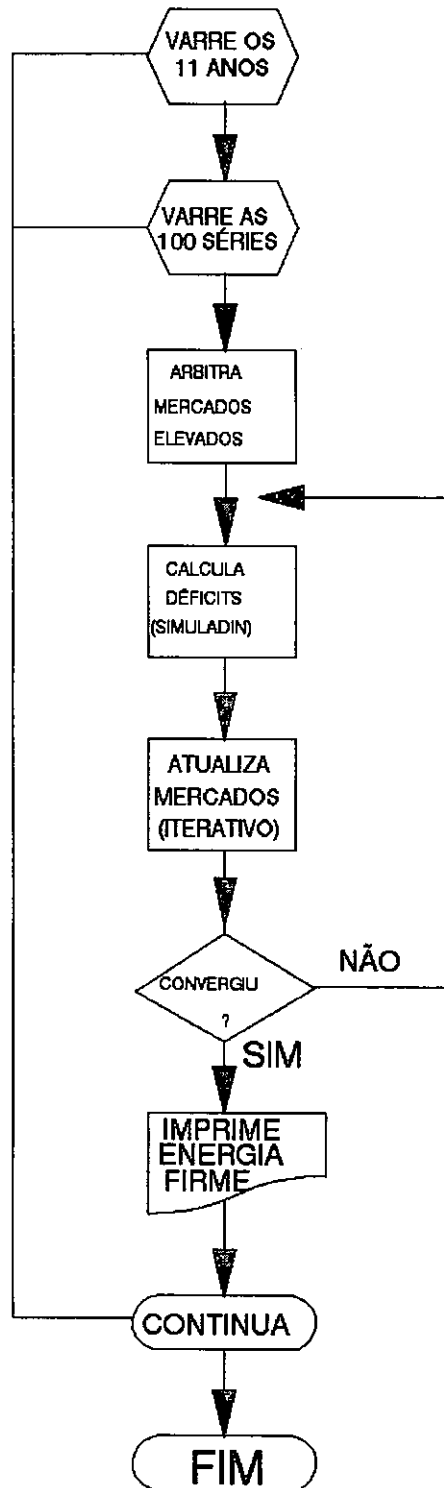 VARRE OS
11 ANOS
VARRE AS
100 SÉRIES
ARBITRA
MERCADOS
ELEVADOS
CALCULA
DÉFICITS
(SIMULADIN)
ATUALIZA
MERCADOS
(ITERATIVO)
CONVERGIU
?
NÃO
SIM
IMPRIME
ENERGIA
FIRME
CONTINUA
FIM